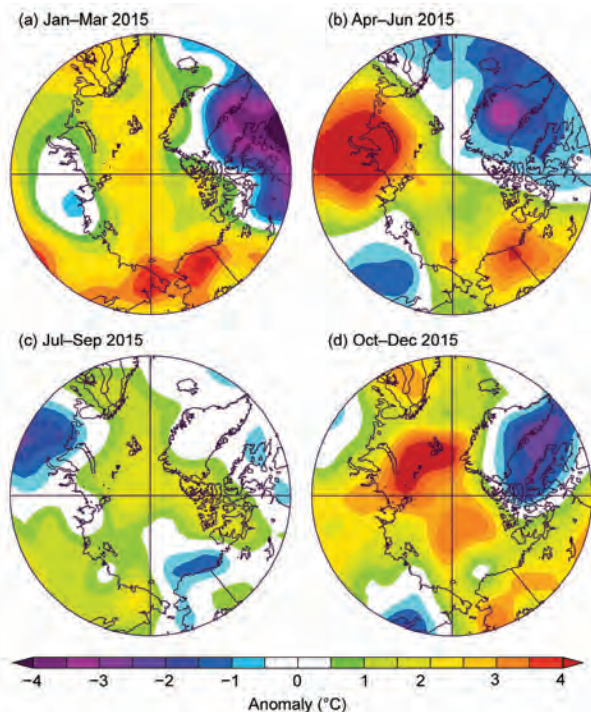 (a) Jan–Mar 2015
(b) Apr–Jun 2015
(c) Jul–Sep 2015
(d) Oct–Dec 2015
−4 −3 −2 −1 0 1 2 3 4
Anomaly (°C)